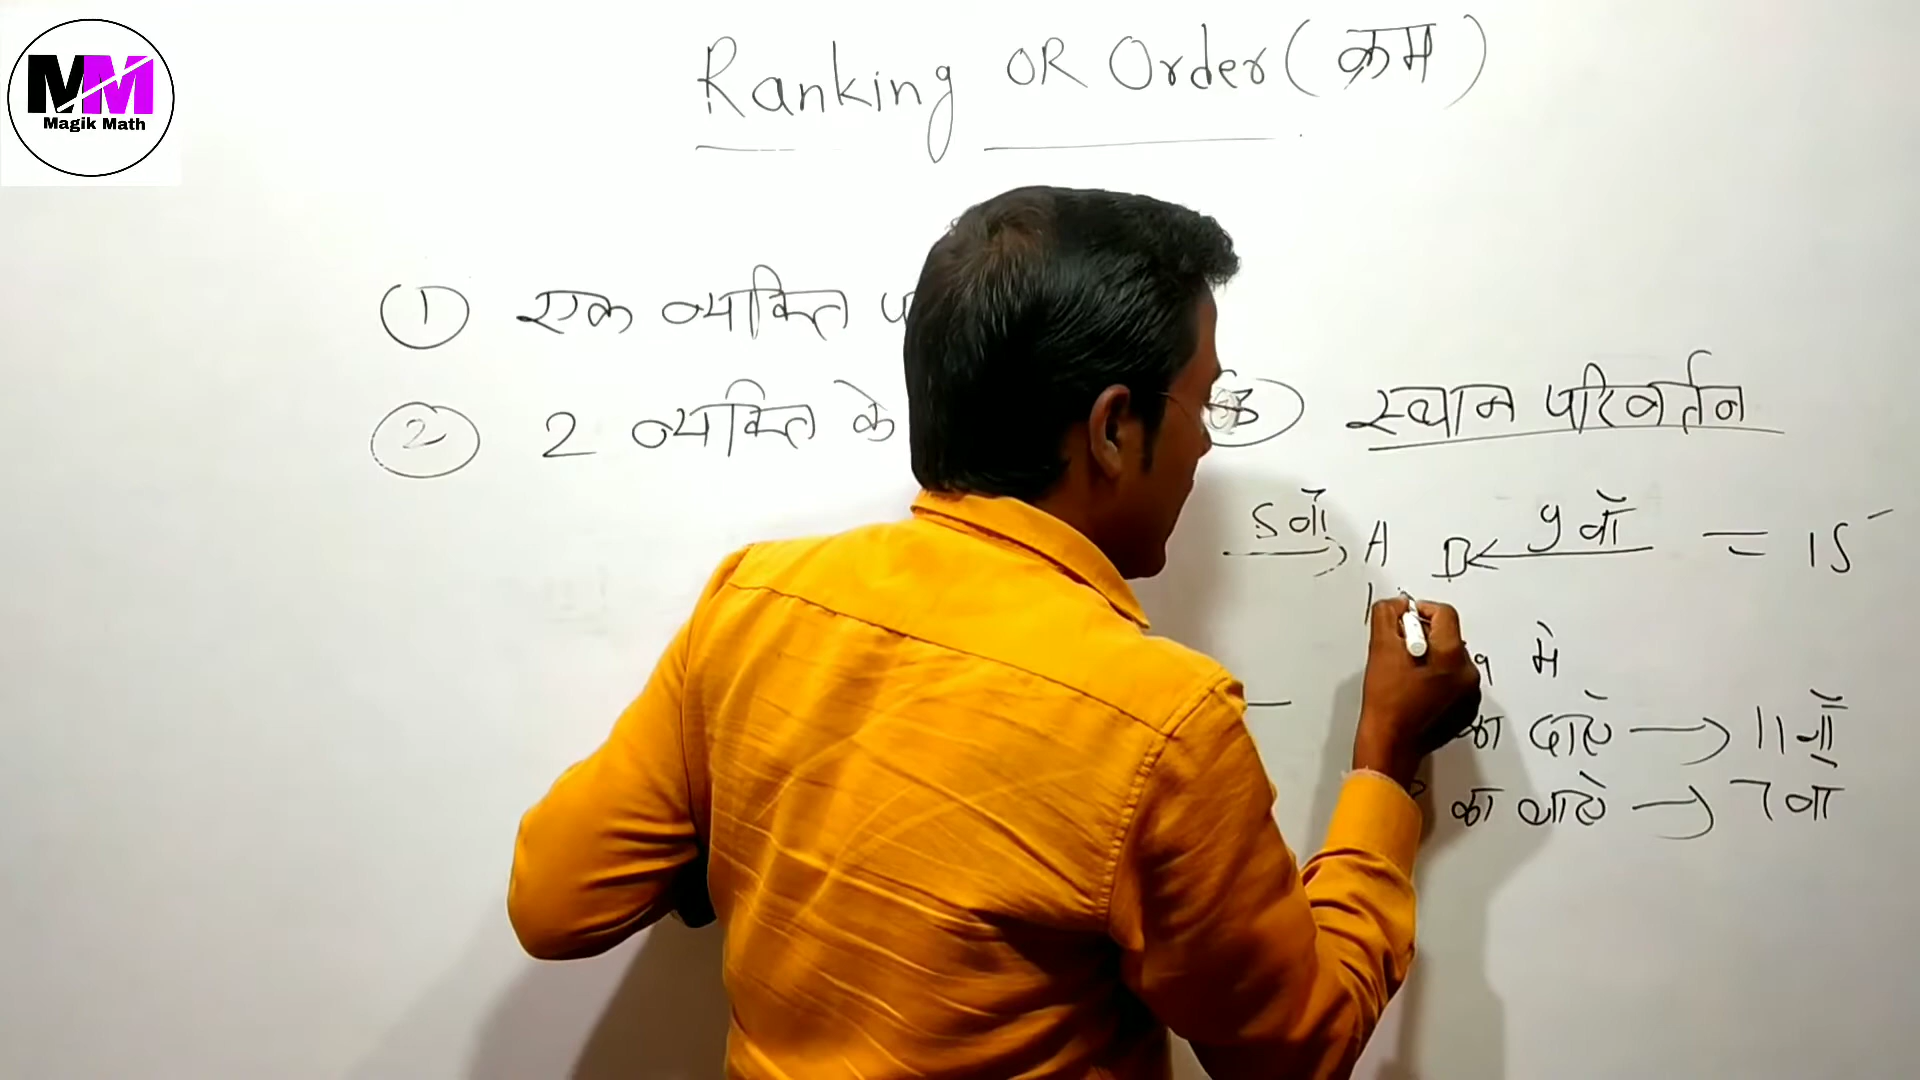 MM
Magik Math
Ranking OR Order ( क्रम )
① एक व्यक्ति
② 2 व्यक्ति के
स्थान परिवर्तन
5वाँ A B 9वाँ = 15
में
का दाए → 11वाँ
का बाए → 7वाँ